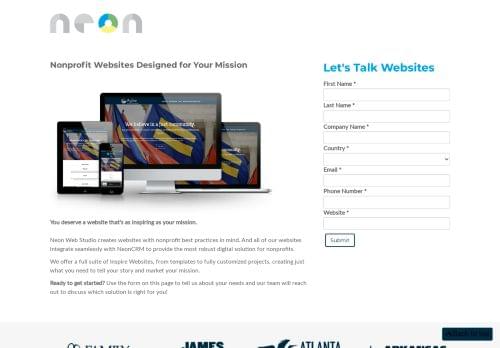 neon
Nonprofit Websites Designed for Your Mission
Let's Talk Websites
First Name *
Last Name *
Company Name *
Country *
Email *
Phone Number *
Website *
Submit
We believe in a just community.
You deserve a website that's as inspiring as your mission.
Neon Web Studio creates websites with nonprofit best practices in mind. And all of our websites
integrate seamlessly with NeonCRM to provide the most robust digital solution for nonprofits.
We offer a full suite of Inspire Websites, from templates to fully customized projects, creating just
what you need to tell your story and market your mission.
Ready to get started? Use the form on this page to tell us about your needs and our team will reach
out to discuss which solution is right for you!
Back to top
FAMILY
JAMES
ATLANTA
ARKANSAS